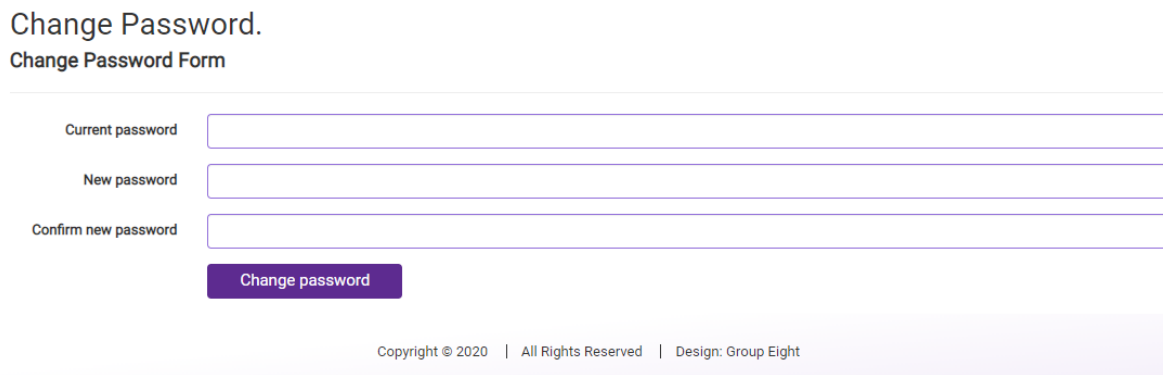 Change Password.
Change Password Form
Current password
New password
Confirm new password
Change password
Copyright © 2020 | All Rights Reserved | Design: Group Eight